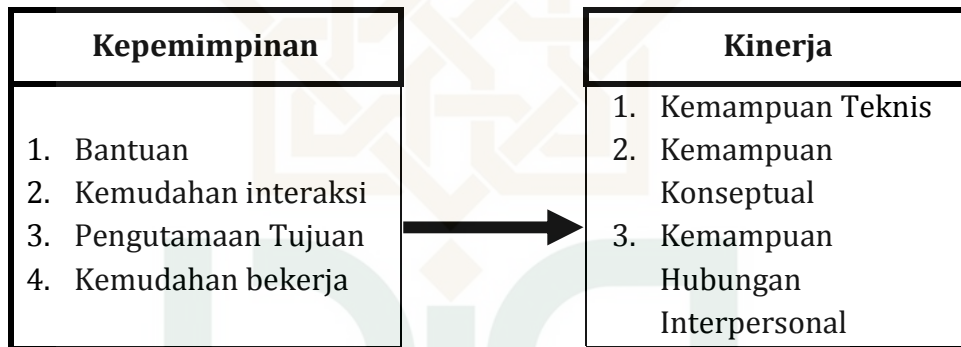 Kepemimpinan
1. Bantuan
2. Kemudahan interaksi
3. Pengutamaan Tujuan
4. Kemudahan bekerja
Kinerja
1. Kemampuan Teknis
2. Kemampuan
Konseptual
3. Kemampuan
Hubungan
Interpersonal